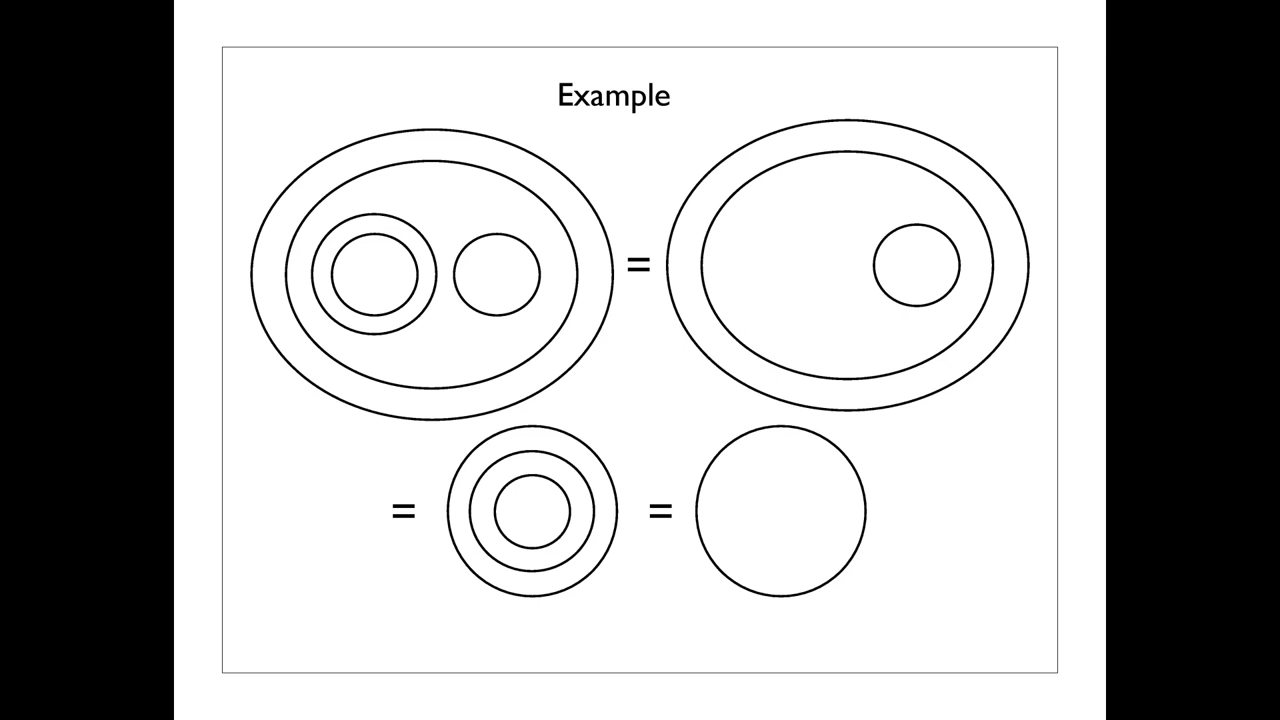 Example
=
= =